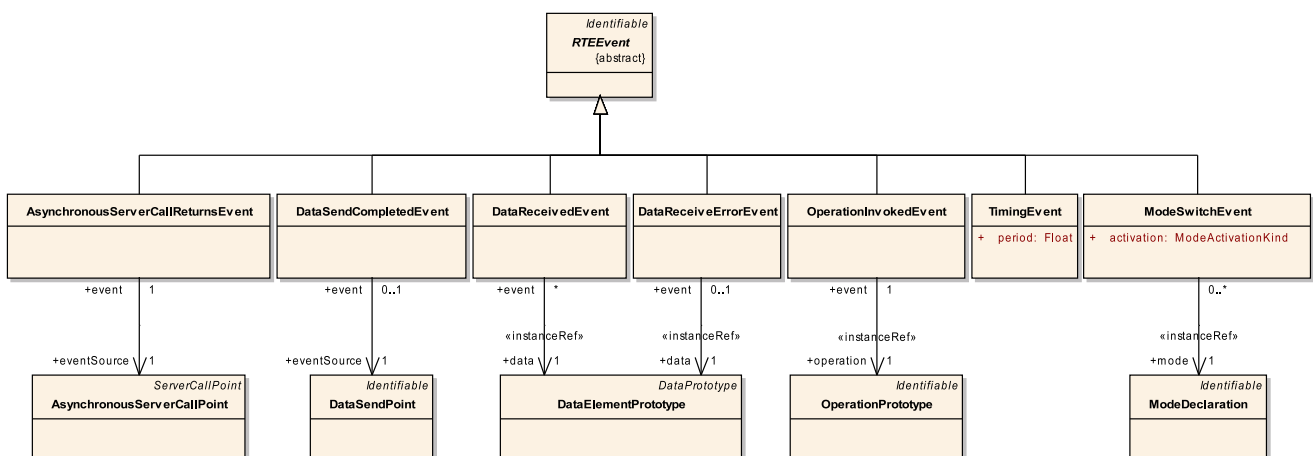 Identifiable
RTEEvent
{abstract}
AsynchronousServerCallReturnsEvent
DataSendCompletedEvent
DataReceivedEvent
DataReceiveErrorEvent
OperationInvokedEvent
TimingEvent
+ period: Float
ModeSwitchEvent
+ activation: ModeActivationKind
+event 1
+event 0..1
+event *
+event 0..1
+event 1
0..*
«instanceRef»
«instanceRef»
«instanceRef»
«instanceRef»
+eventSource 1
+eventSource 1
+data 1
+data 1
+operation 1
+mode 1
ServerCallPoint
AsynchronousServerCallPoint
Identifiable
DataSendPoint
DataPrototype
DataElementPrototype
Identifiable
OperationPrototype
Identifiable
ModeDeclaration